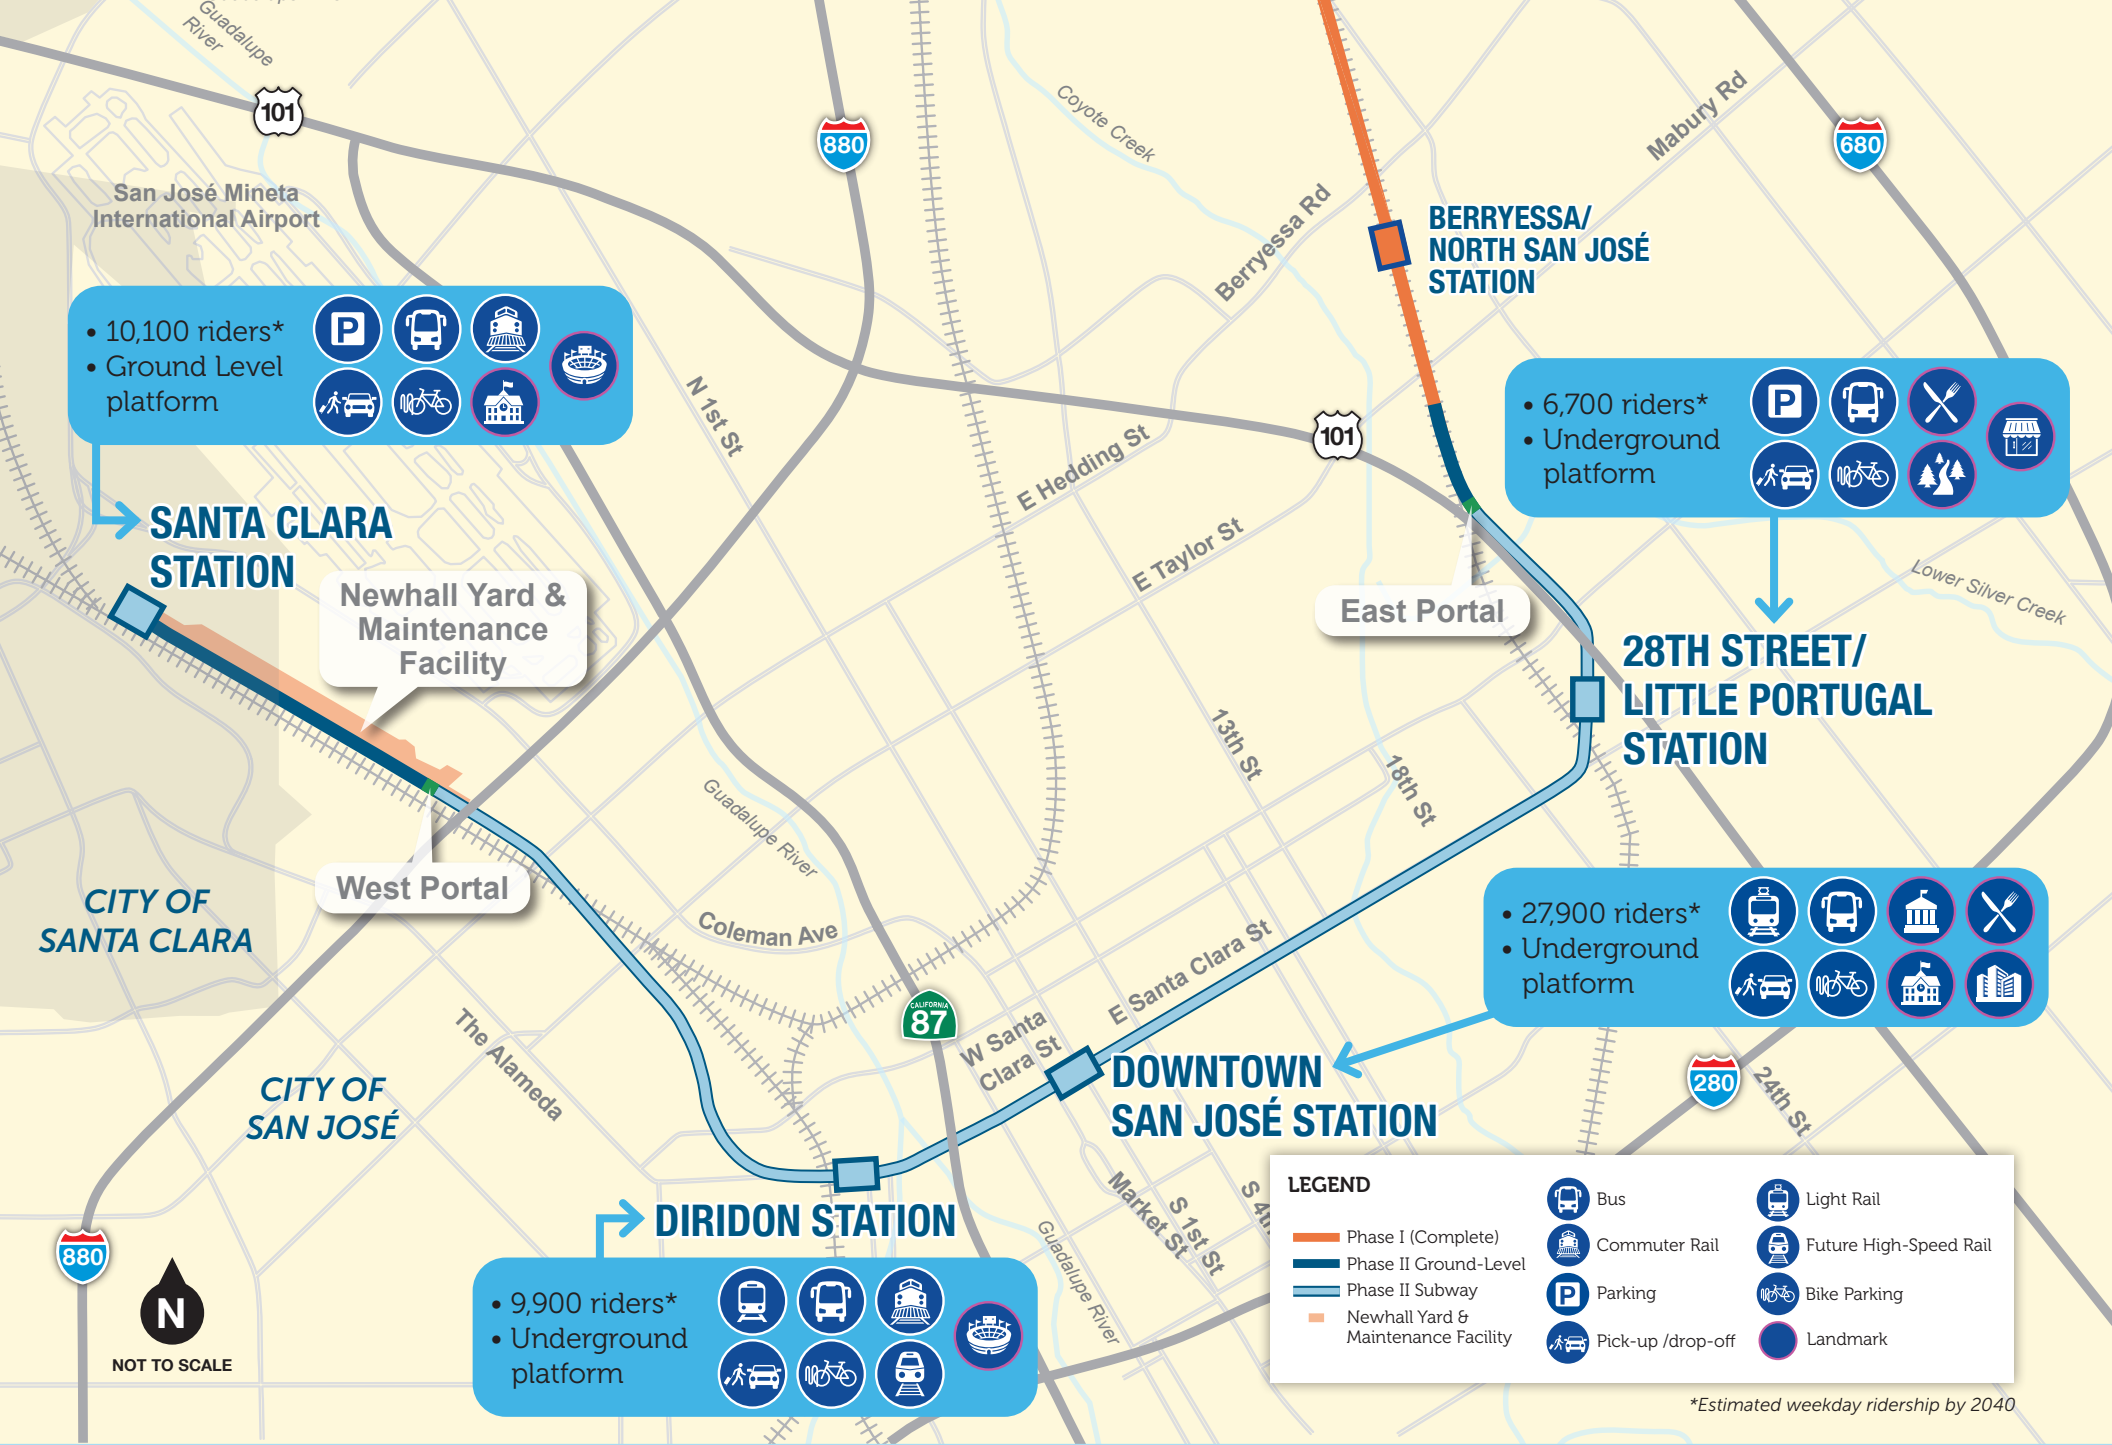 Guadalupe
River
101
880
Coyote Creek
Mabury Rd
680
San José Mineta
International Airport
Berryessa Rd
BERRYESSA/
NORTH SAN JOSÉ
STATION
• 10,100 riders*
• Ground Level
platform
P
N 1st St
E Hedding St
101
• 6,700 riders*
• Underground
platform
P
SANTA CLARA
STATION
E Taylor St
Newhall Yard &
Maintenance
Facility
East Portal
Lower Silver Creek
28TH STREET/
LITTLE PORTUGAL
STATION
13th St
18th St
Guadalupe River
West Portal
CITY OF
SANTA CLARA
Coleman Ave
E Santa Clara St
• 27,900 riders*
• Underground
platform
CALIFORNIA
87
W Santa
Clara St
The Alameda
CITY OF
SAN JOSÉ
DOWNTOWN
SAN JOSÉ STATION
280
24th St
Market St
S 1st St
S 4th
DIRIDON STATION
Guadalupe River
880
N
NOT TO SCALE
• 9,900 riders*
• Underground
platform
LEGEND
Phase I (Complete)
Phase II Ground-Level
Phase II Subway
Newhall Yard &
Maintenance Facility
Bus
Commuter Rail
P Parking
Pick-up /drop-off
Light Rail
Future High-Speed Rail
Bike Parking
Landmark
*Estimated weekday ridership by 2040